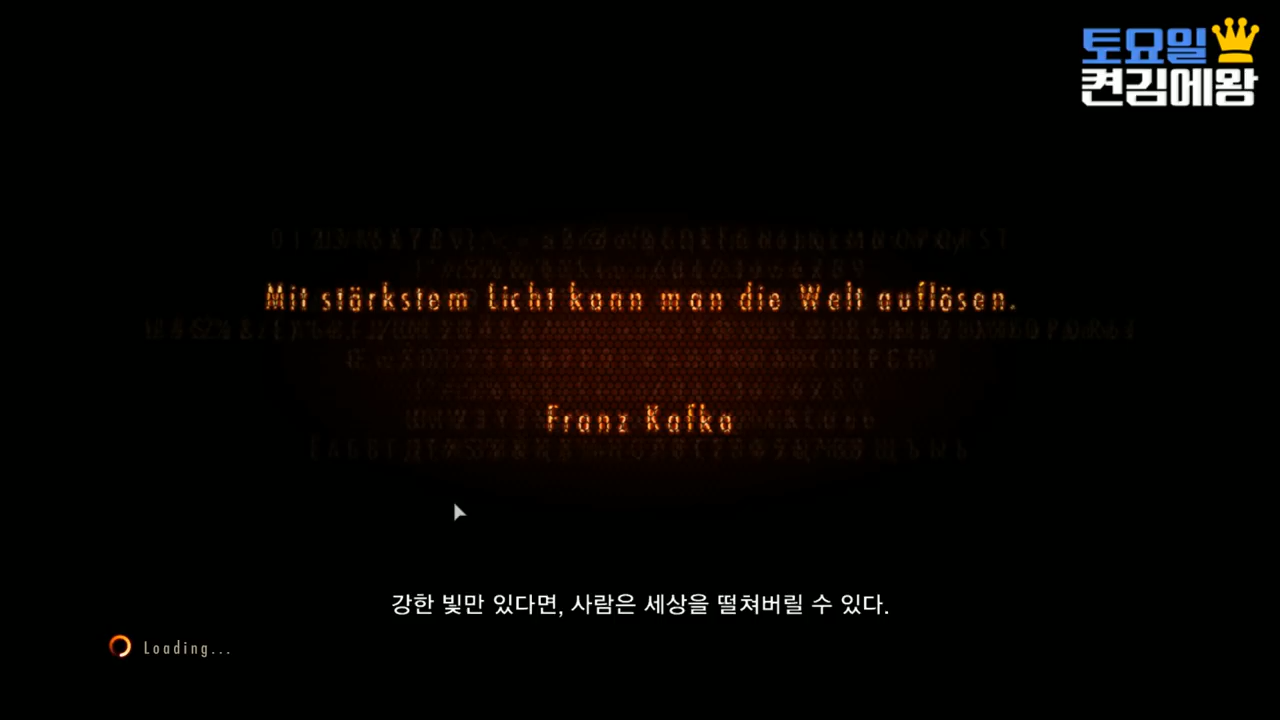 토요일
켠김에왕
Mit stärkstem Licht kann man die Welt auflösen.
Franz Kafka
강한 빛만 있다면, 사람은 세상을 떨쳐버릴 수 있다.
Loading...